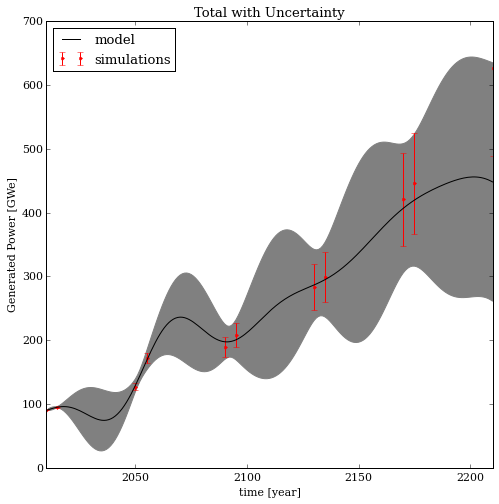 Total with Uncertainty
700
model
simulations
600
500
400
300
200
100
0
Generated Power [GWe]
2050
2100
2150
2200
time [year]